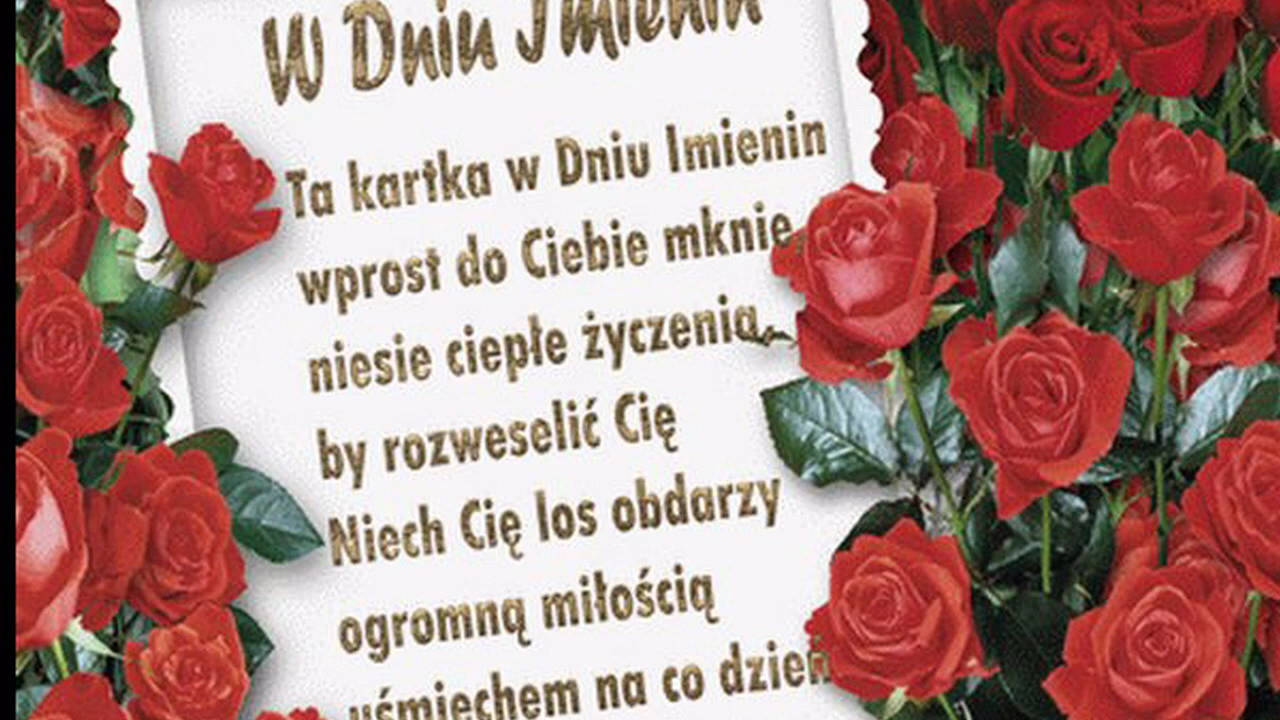 W Dniu Imienin
Ta kartka w Dniu Imienin
wprost do Ciebie mknie
niesie ciepłe życzenia
by rozweselić Cię
Niech Cię los obdarzy
ogromną miłością
uśmiechem na co dzień